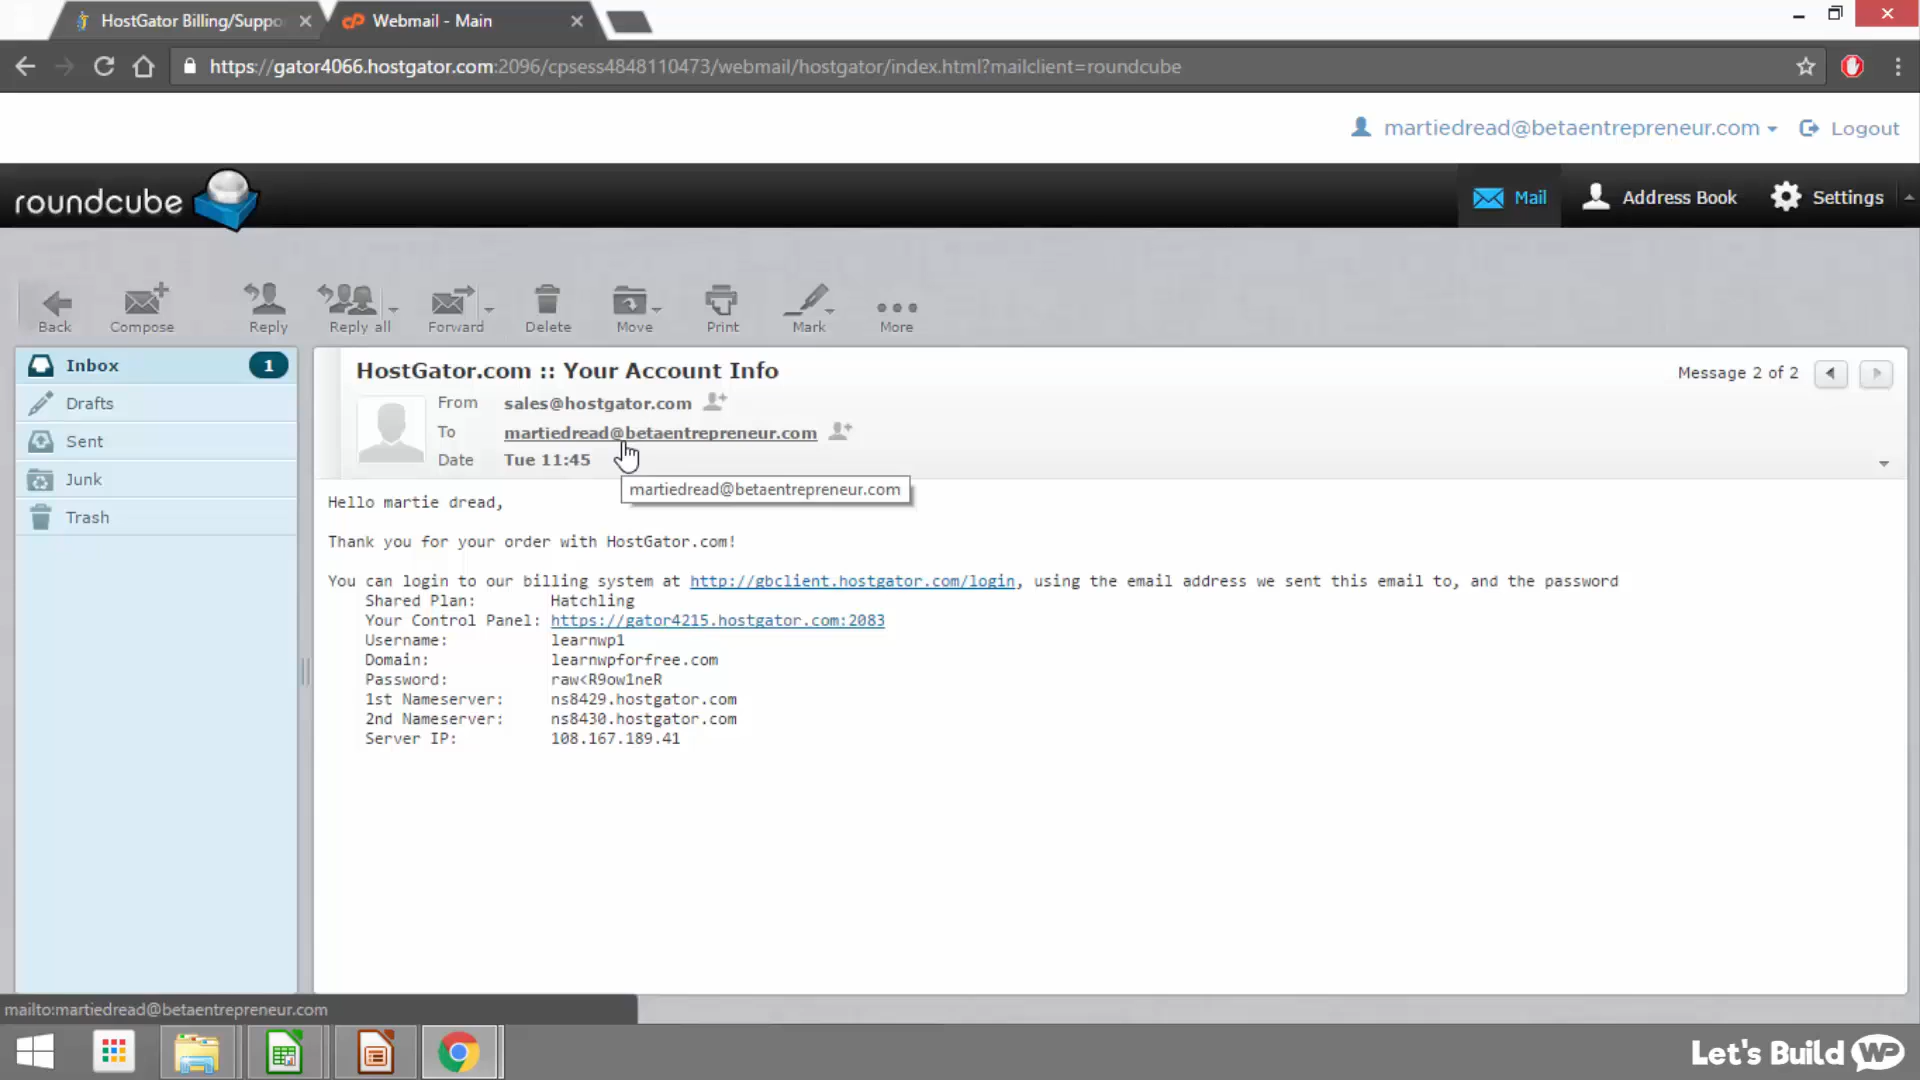 HostGator Billing/Suppo
Webmail - Main
https://gator4066.hostgator.com:2096/cpsess4848110473/webmail/hostgator/index.html?mailclient=roundcube
martiedread@betaentrepreneur.com
Logout
roundcube
Mail
Address Book
Settings
Back
Compose
Reply
Reply all
Forward
Delete
Move
Print
Mark
More
Inbox
1
Drafts
Sent
Junk
Trash
HostGator.com :: Your Account Info
Message 2 of 2
From sales@hostgator.com
To martiedread@betaentrepreneur.com
Date Tue 11:45
martiedread@betaentrepreneur.com
Hello martie dread,
Thank you for your order with HostGator.com!
You can login to our billing system at http://gbclient.hostgator.com/login, using the email address we sent this email to, and the password
Shared Plan: Hatchling
Your Control Panel: https://gator4215.hostgator.com:2083
Username: learnwp1
Domain: learnwpforfree.com
Password: raw<R9ow1neR
1st Nameserver: ns8429.hostgator.com
2nd Nameserver: ns8430.hostgator.com
Server IP: 108.167.189.41
mailto:martiedread@betaentrepreneur.com
Let's Build WP